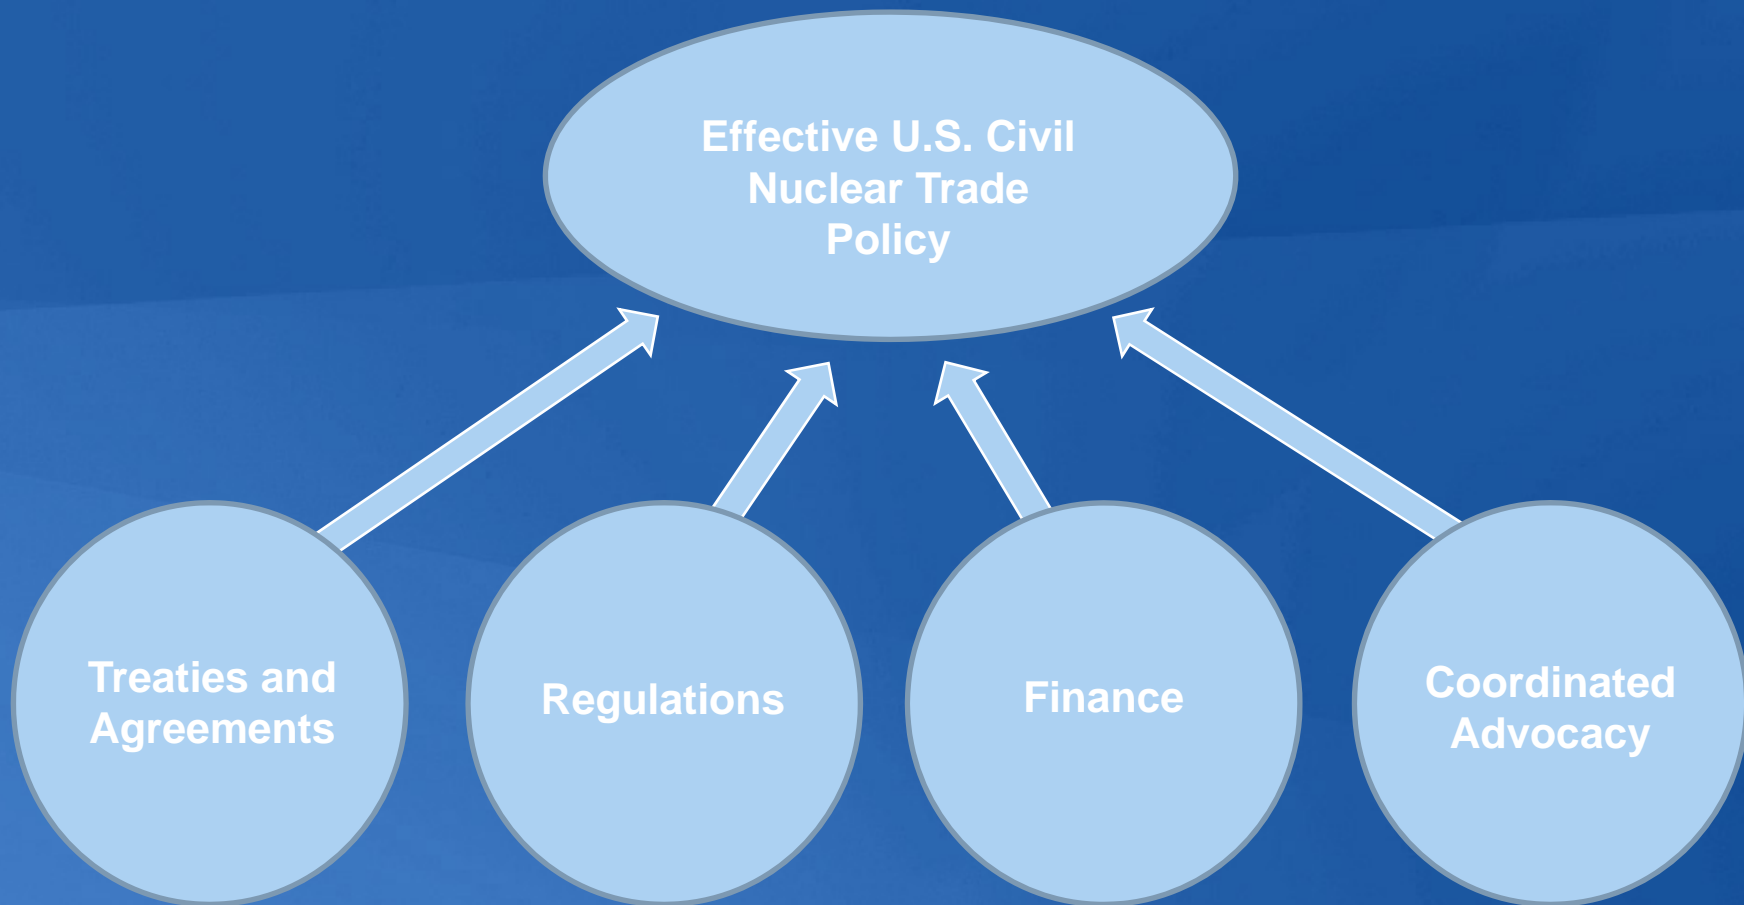 Effective U.S. Civil
Nuclear Trade
Policy
Treaties and
Agreements
Regulations
Finance
Coordinated
Advocacy